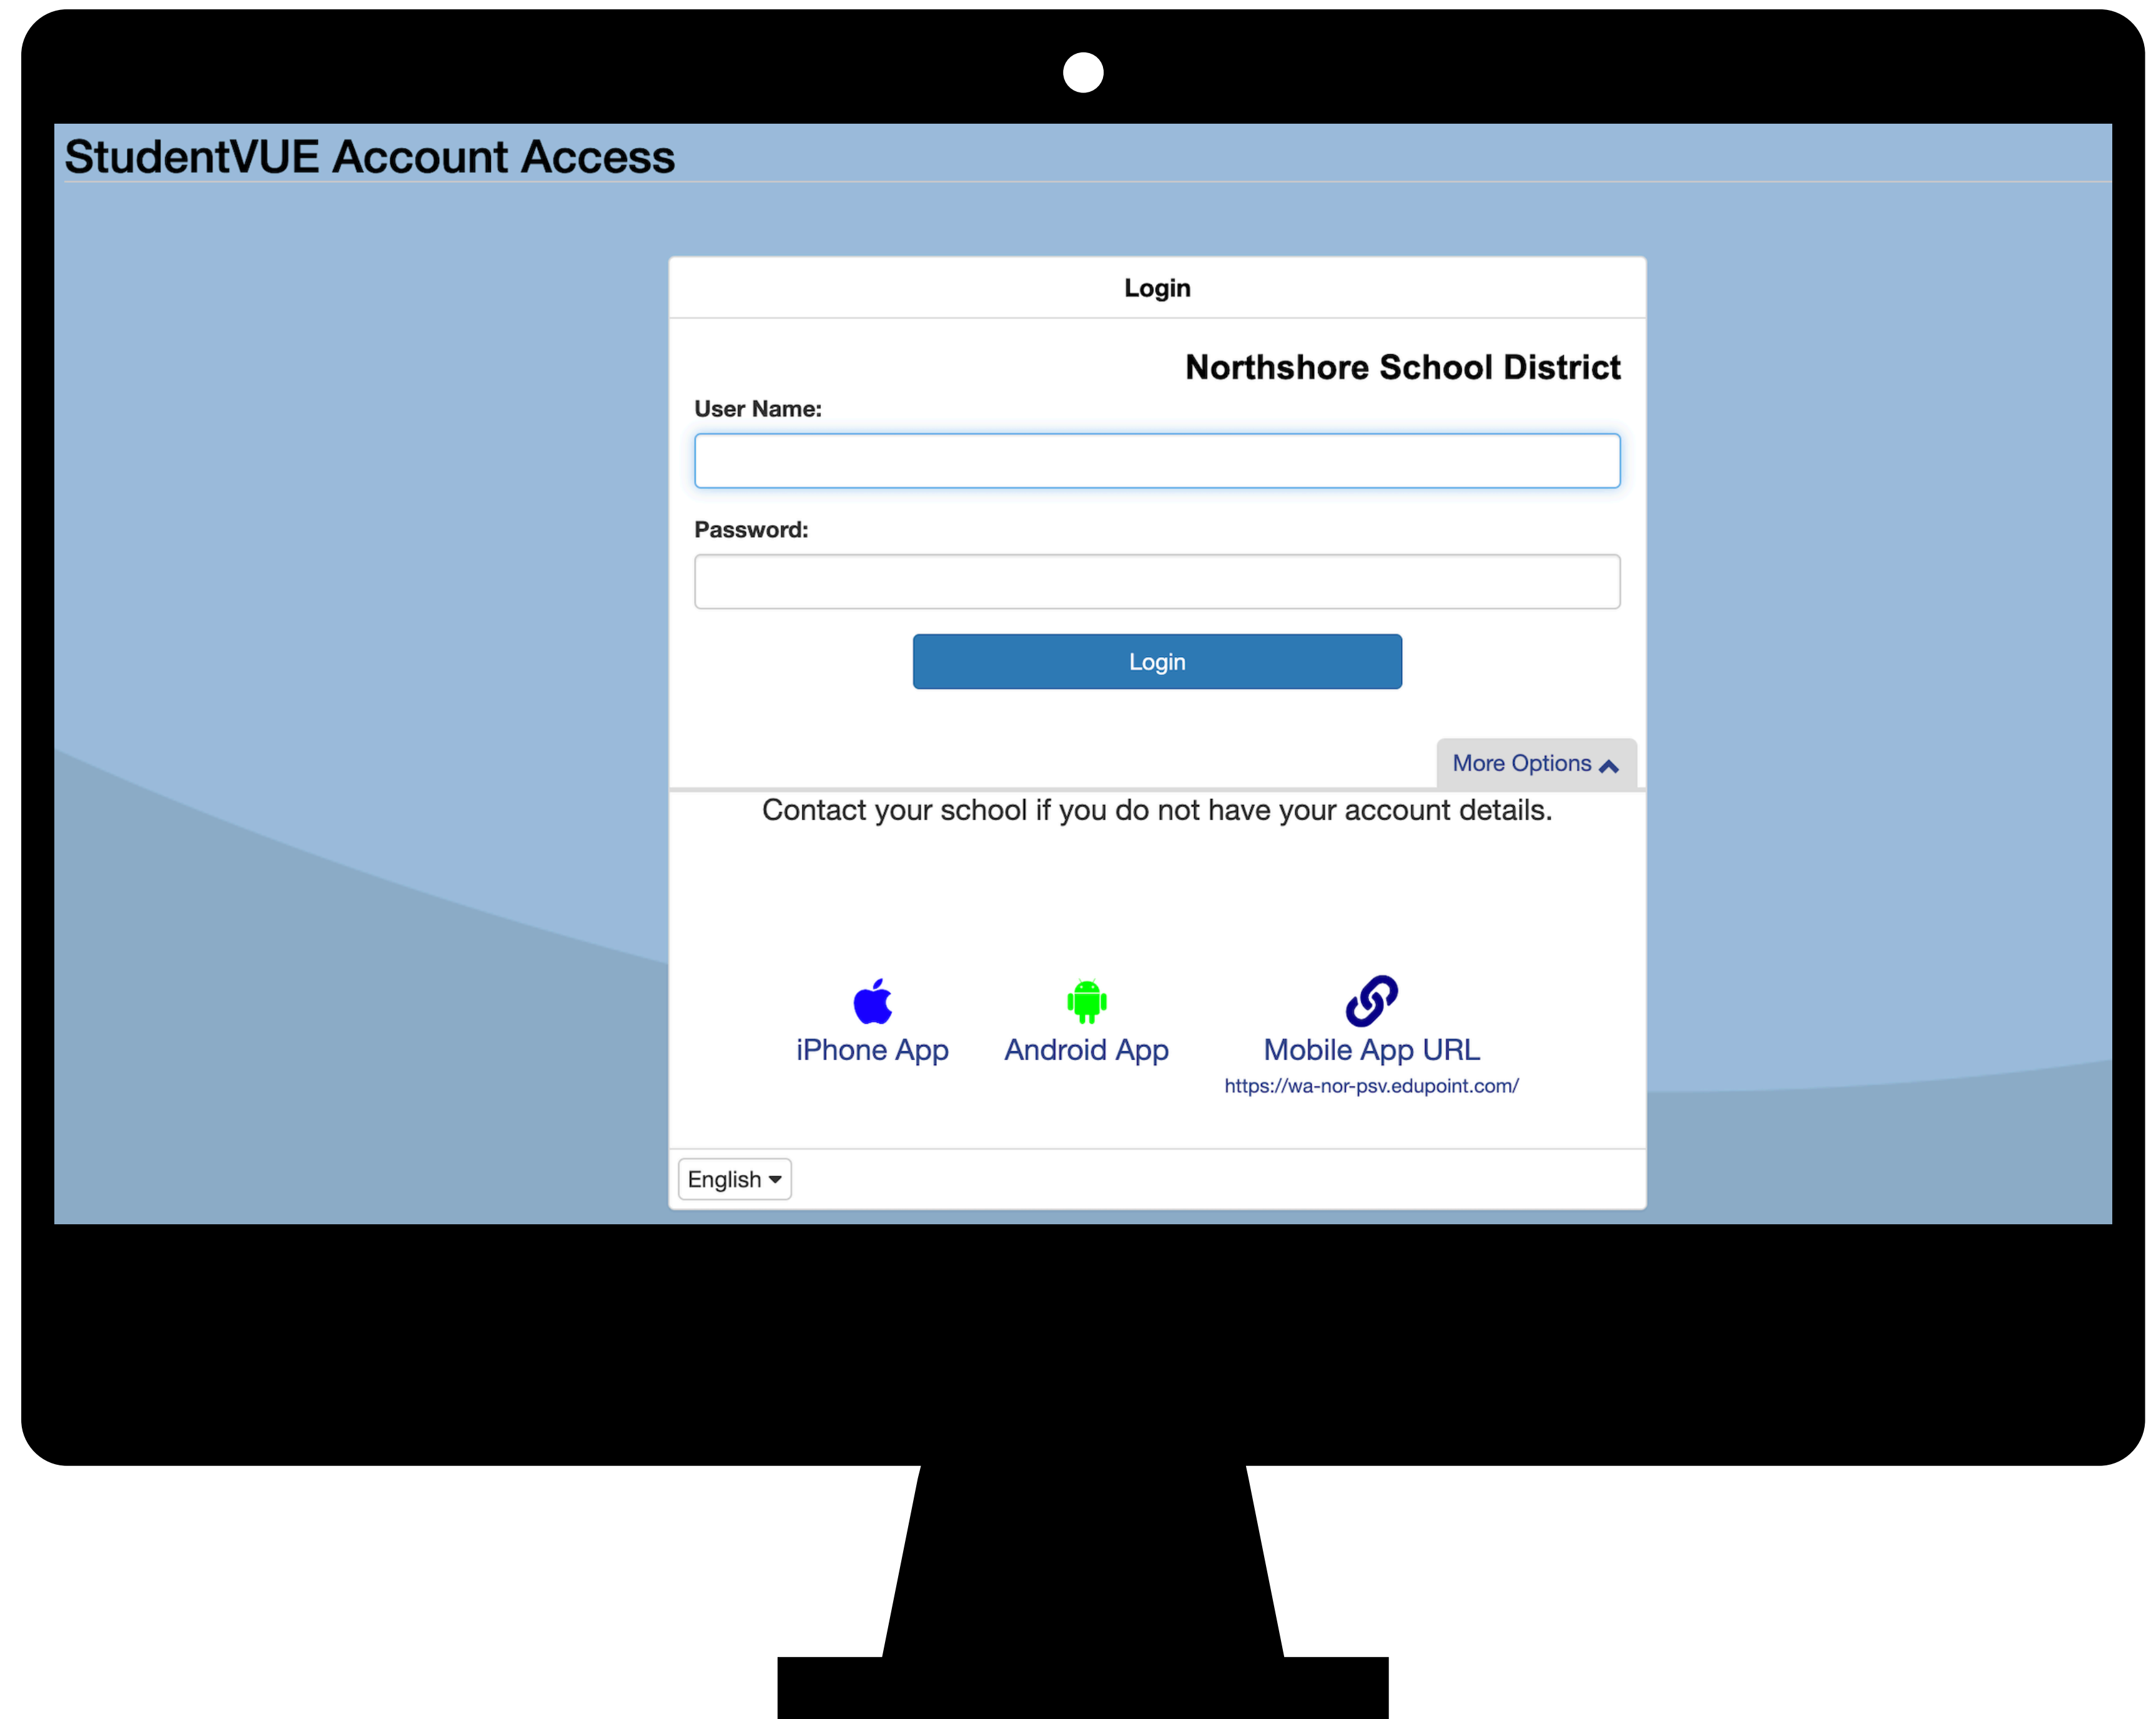 StudentVUE Account Access
Login
Northshore School District
User Name:
Password:
Login
More Options
Contact your school if you do not have your account details.
iPhone App Android App Mobile App URL
https://wa-nor-psv.edupoint.com/
English